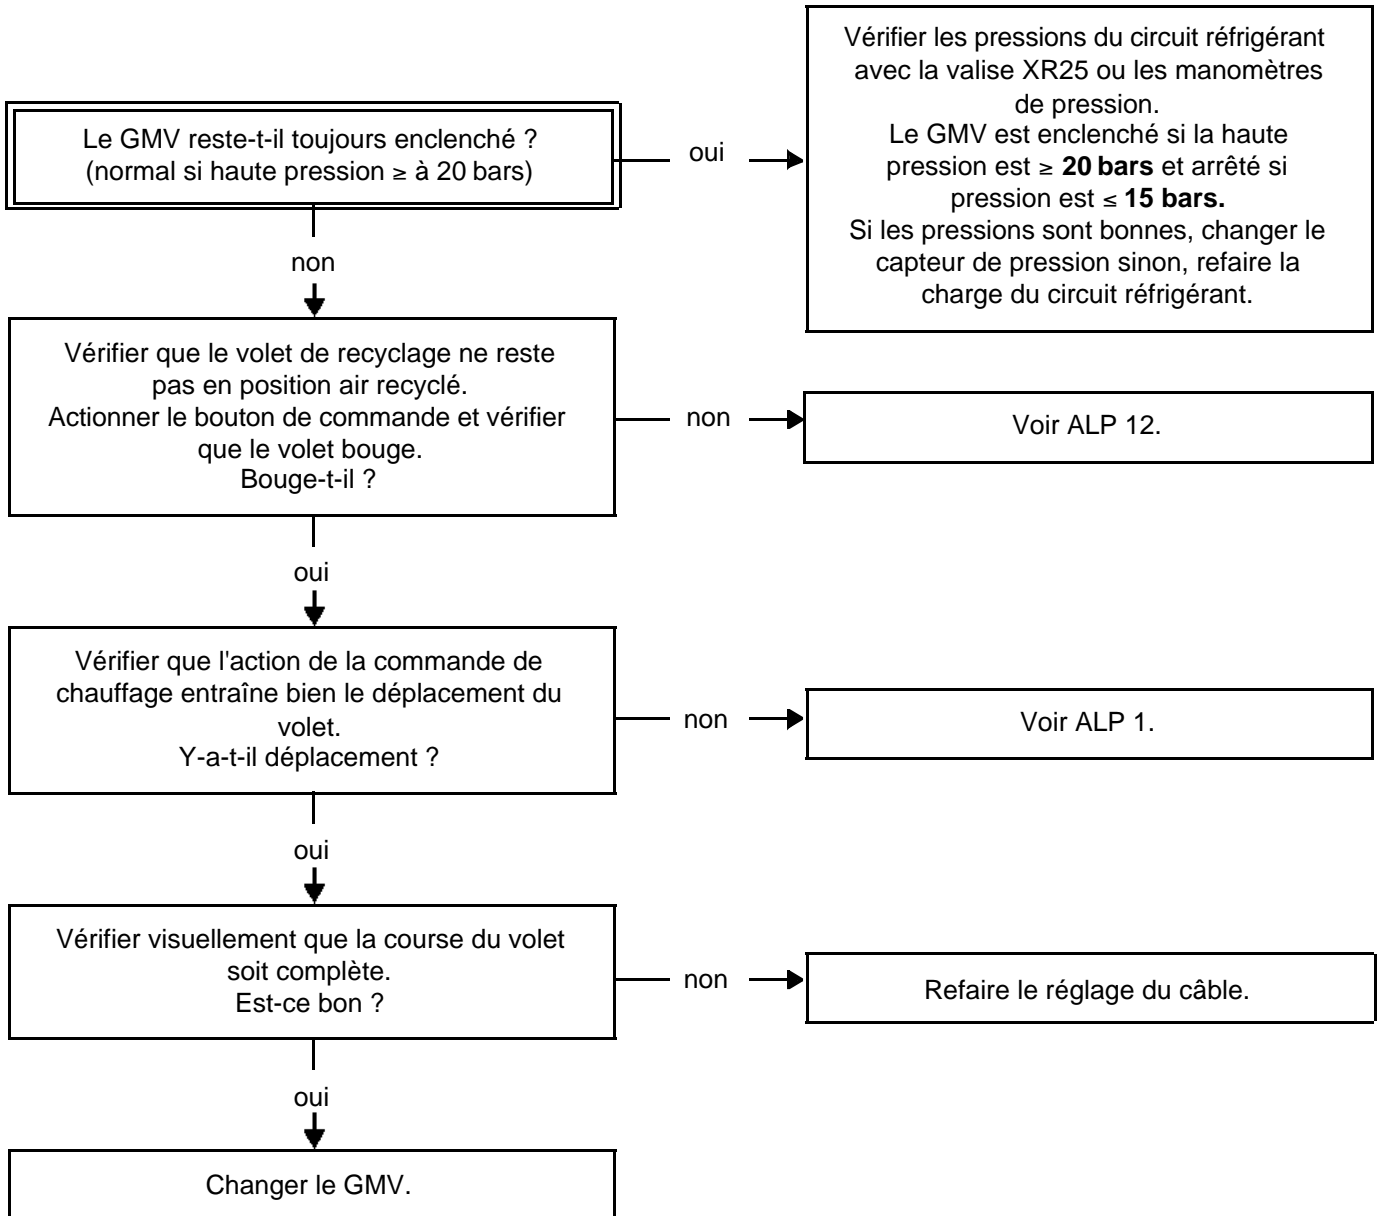 Le GMV reste-t-il toujours enclenché ?
(normal si haute pression ≥ à 20 bars)
oui
Vérifier les pressions du circuit réfrigérant
avec la valise XR25 ou les manomètres
de pression.
Le GMV est enclenché si la haute
pression est ≥ 20 bars et arrêté si
pression est ≤ 15 bars.
Si les pressions sont bonnes, changer le
capteur de pression sinon, refaire la
charge du circuit réfrigérant.
non
Vérifier que le volet de recyclage ne reste
pas en position air recyclé.
Actionner le bouton de commande et vérifier
que le volet bouge.
Bouge-t-il ?
non
Voir ALP 12.
oui
Vérifier que l'action de la commande de
chauffage entraîne bien le déplacement du
volet.
Y-a-t-il déplacement ?
non
Voir ALP 1.
oui
Vérifier visuellement que la course du volet
soit complète.
Est-ce bon ?
non
Refaire le réglage du câble.
oui
Changer le GMV.